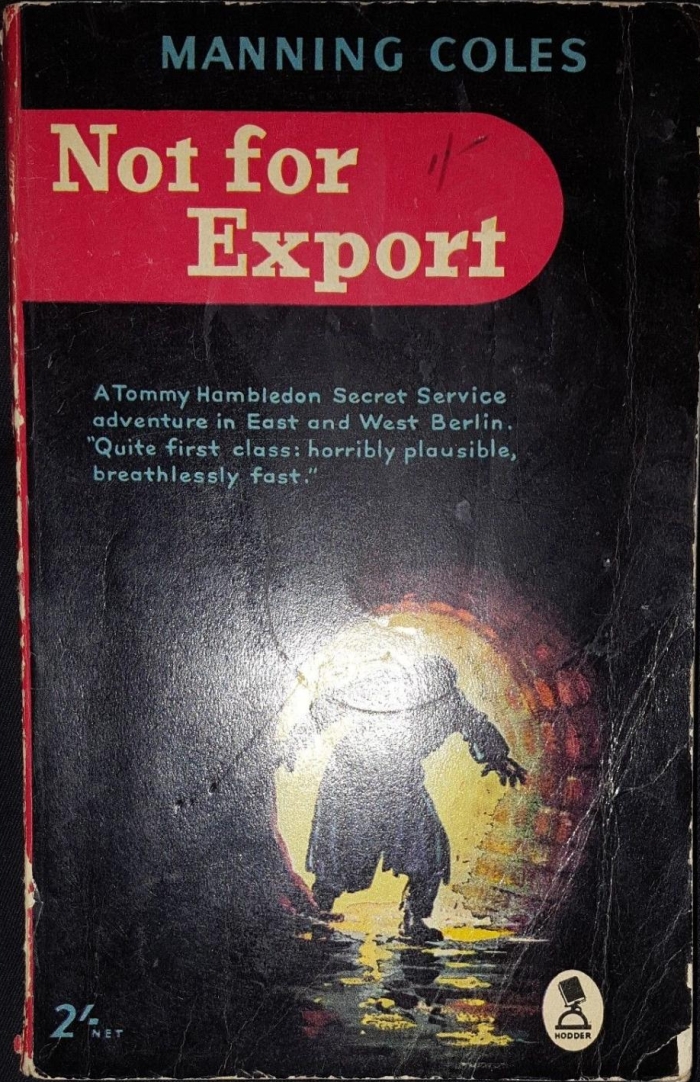 MANNING COLES
Not for
Export
1/-
A Tommy Hambledon Secret Service
adventure in East and West Berlin.
"Quite first class: horribly plausible,
breathlessly fast."
2/- NET
HODDER